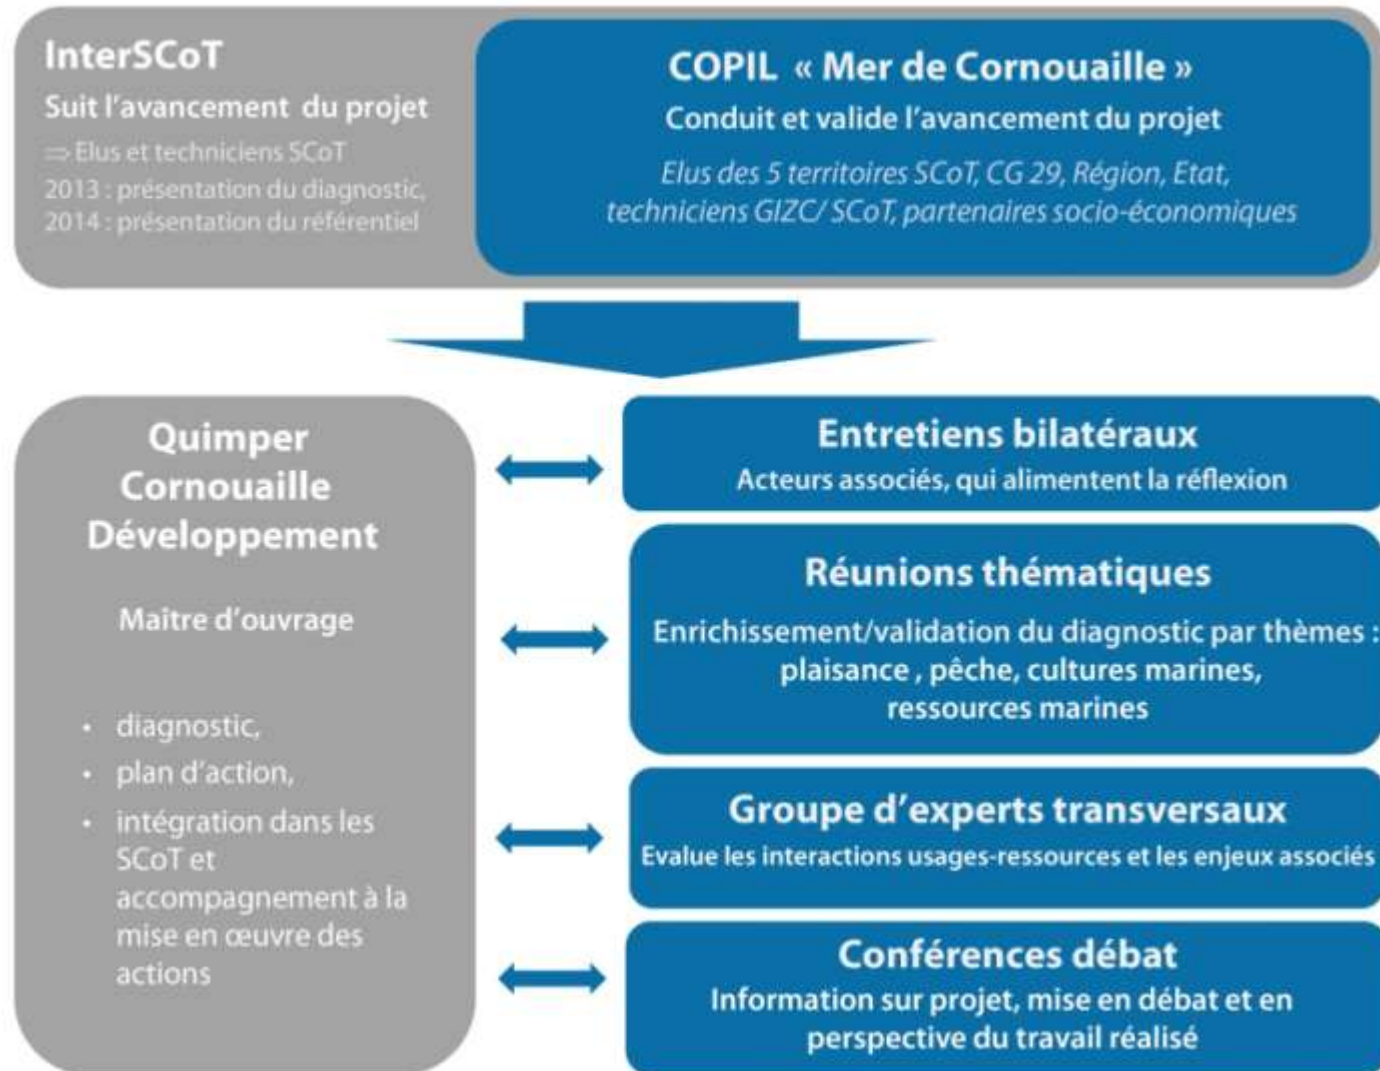 InterSCoT
Suit l’avancement du projet
⇒ Elus et techniciens SCoT
2013 : présentation du diagnostic,
2014 : présentation du référentiel
COPIL « Mer de Cornouaille »
Conduit et valide l’avancement du projet
Elus des 5 territoires SCoT, CG 29, Région, Etat,
techniciens GIZC/ SCoT, partenaires socio-économiques
Quimper
Cornouaille
Développement
Maître d’ouvrage
• diagnostic,
• plan d’action,
• intégration dans les
SCoT et
accompagnement à la
mise en œuvre des
actions
Entretiens bilatéraux
Acteurs associés, qui alimentent la réflexion
Réunions thématiques
Enrichissement/validation du diagnostic par thèmes :
plaisance , pêche, cultures marines,
ressources marines
Groupe d’experts transversaux
Evalue les interactions usages-ressources et les enjeux associés
Conférences débat
Information sur projet, mise en débat et en
perspective du travail réalisé